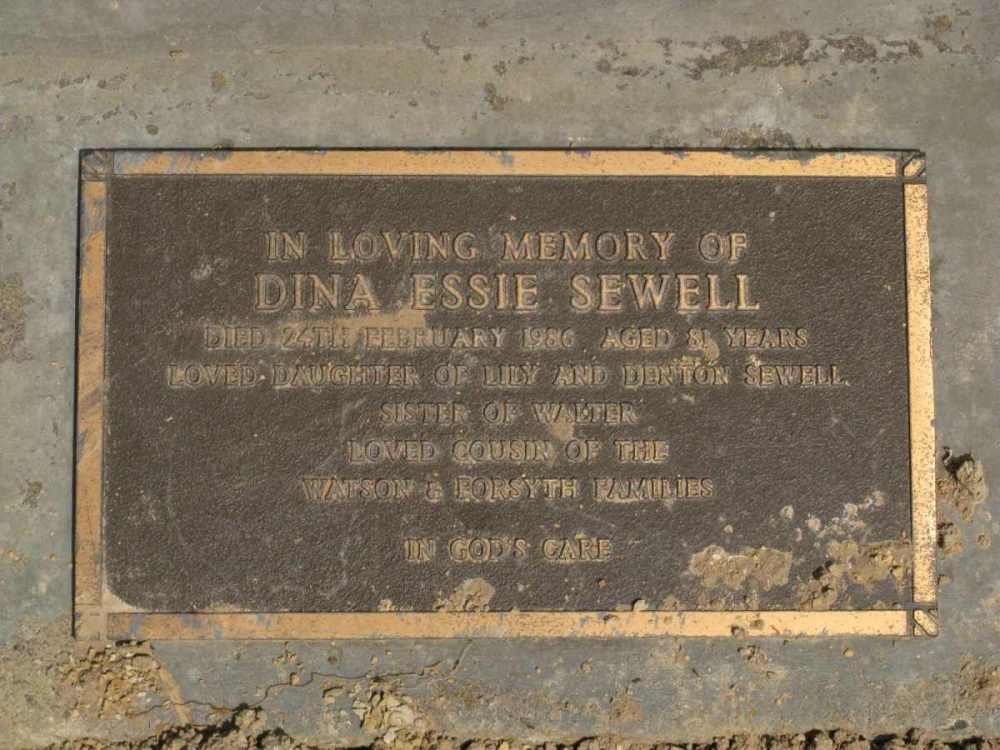 IN LOVING MEMORY OF
DINA ESSIE SEWELL
DIED 24TH FEBRUARY 1986 AGED 81 YEARS
LOVED DAUGHTER OF LILY AND DENTON SEWELL
SISTER OF WALTER
LOVED COUSIN OF THE
WATSON & FORSYTH FAMILIES
IN GOD'S CARE